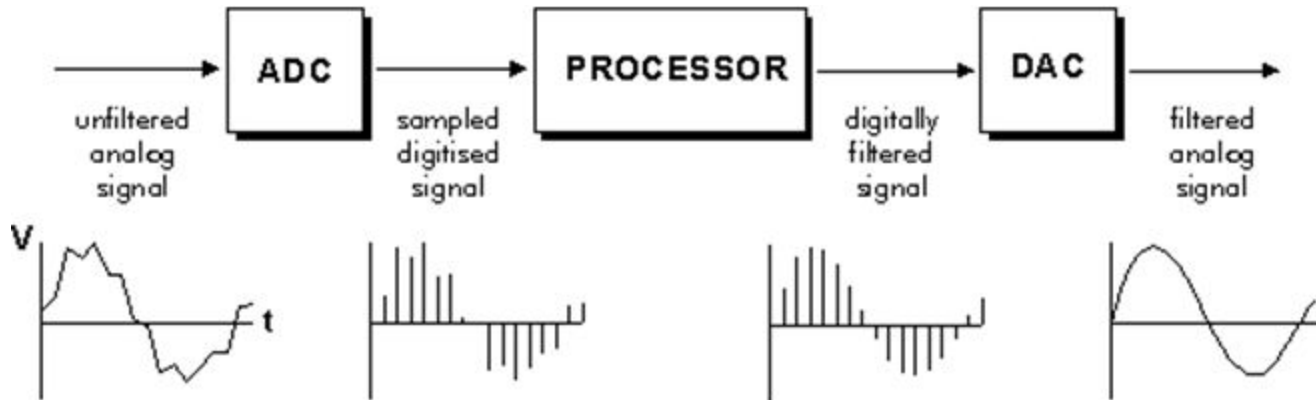 ADC
PROCESSOR
DAC
unfiltered
analog
signal
sampled
digitised
signal
digitally
filtered
signal
filtered
analog
signal
V
t